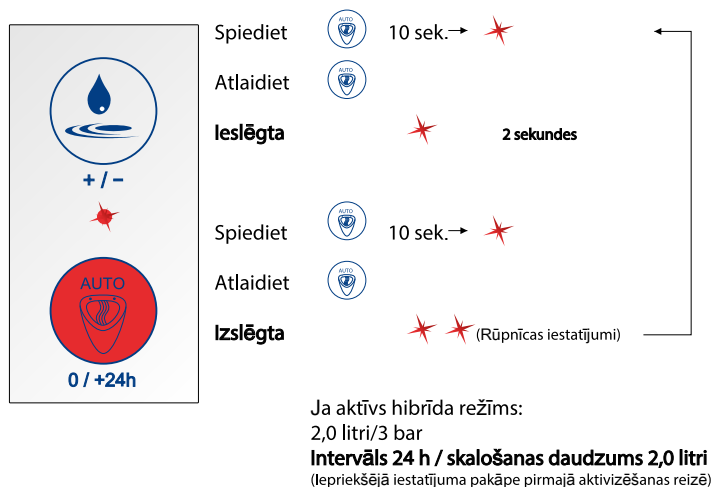 Spiediet AUTO 10 sek.→
Atlaidiet AUTO
Ieslēgta 2 sekundes
+ / −
Spiediet AUTO 10 sek.→
AUTO
Atlaidiet AUTO
Izslēgta (Rūpnīcas iestatījumi)
0 / +24h
Ja aktīvs hibrīda režīms:
2,0 litri/3 bar
Intervāls 24 h / skalošanas daudzums 2,0 litri
(Iepriekšējā iestatījuma pakāpe pirmajā aktivizēšanas reizē)